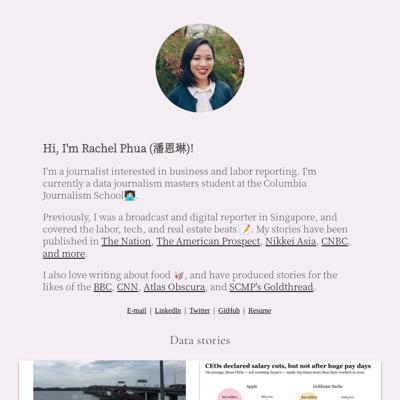 Hi, I'm Rachel Phua (潘恩琳)!
I'm a journalist interested in business and labor reporting. I'm
currently a data journalism masters student at the Columbia
Journalism School👩🏻‍💻.
Previously, I was a broadcast and digital reporter in Singapore, and
covered the labor, tech, and real estate beats 📝. My stories have been
published in The Nation, The American Prospect, Nikkei Asia, CNBC,
and more.
I also love writing about food 🥡, and have produced stories for the
likes of the BBC, CNN, Atlas Obscura, and SCMP's Goldthread.
E-mail | LinkedIn | Twitter | GitHub | Resume
Data stories
CEOs declared salary cuts, but not after huge pay days
Apple
Goldman Sachs